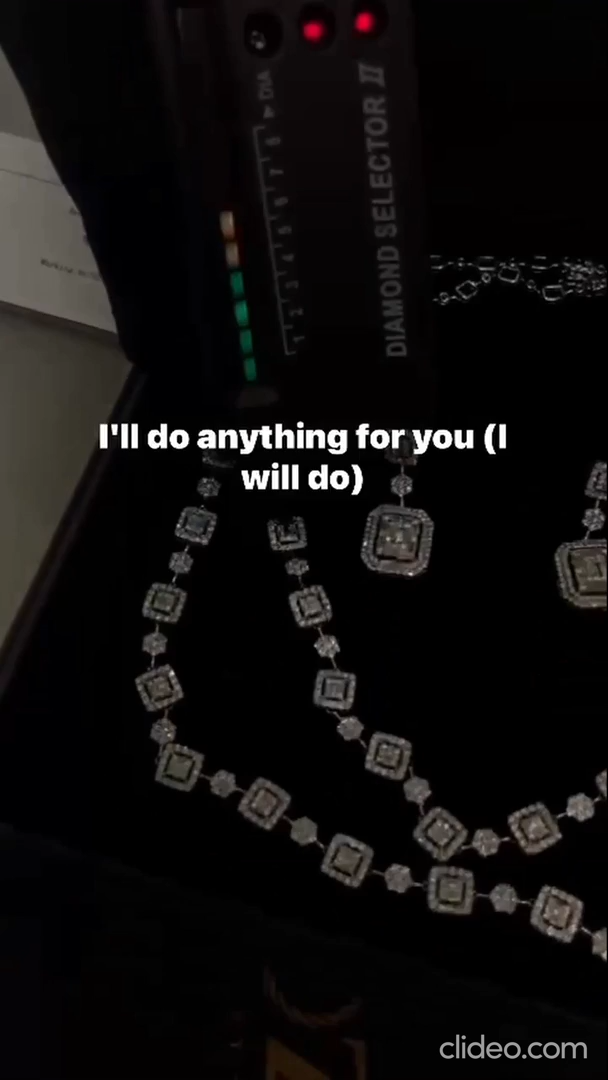 DIAMOND SELECTOR II
1 2 3 4 5 6 7 8 ► DIA
I'll do anything for you (I
will do)
clideo.com